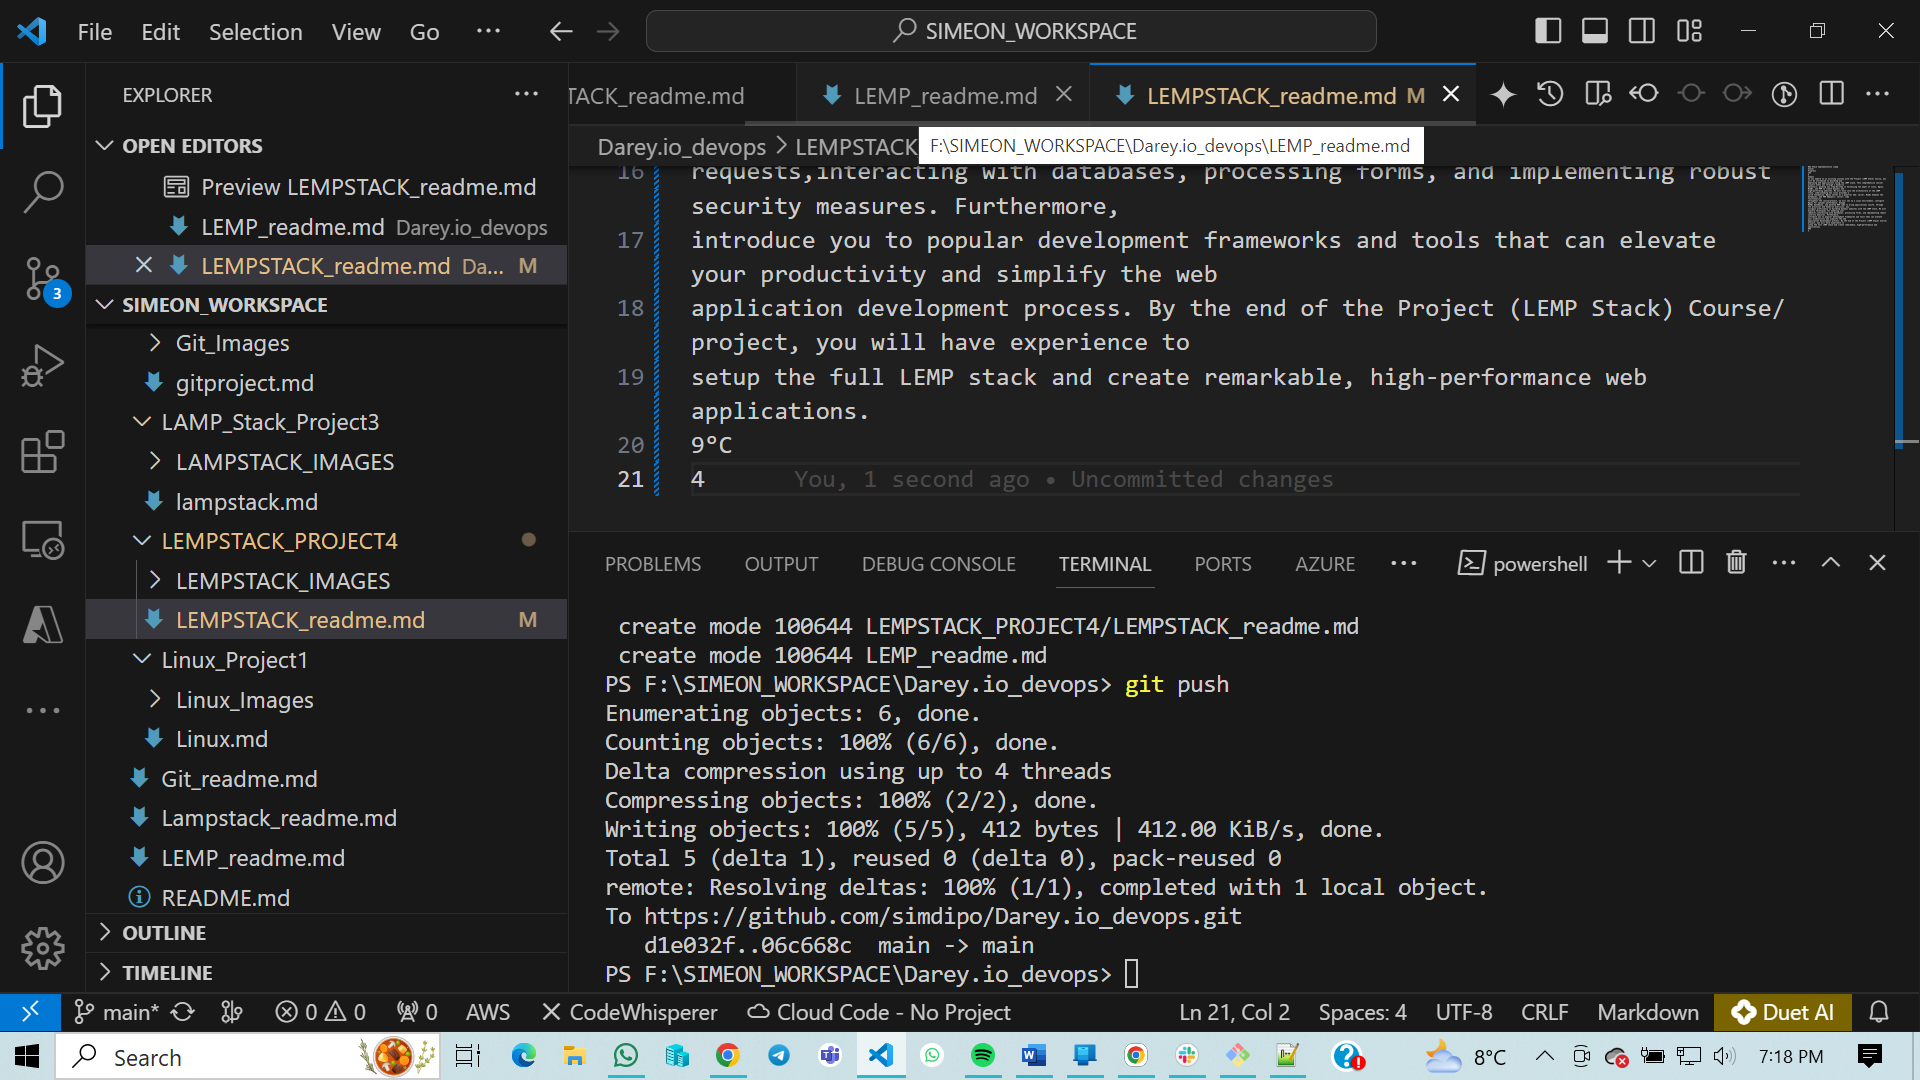 File Edit Selection View Go ··· SIMEON_WORKSPACE
EXPLORER
OPEN EDITORS
Preview LEMPSTACK_readme.md
LEMP_readme.md Darey.io_devops
LEMPSTACK_readme.md Da... M
3
SIMEON_WORKSPACE
Git_Images
gitproject.md
LAMP_Stack_Project3
LAMPSTACK_IMAGES
lampstack.md
LEMPSTACK_PROJECT4
LEMPSTACK_IMAGES
LEMPSTACK_readme.md M
Linux_Project1
Linux_Images
Linux.md
Git_readme.md
Lampstack_readme.md
LEMP_readme.md
README.md
OUTLINE
TIMELINE
TACK_readme.md LEMP_readme.md LEMPSTACK_readme.md M
Darey.io_devops > LEMPSTACK
F:\SIMEON_WORKSPACE\Darey.io_devops\LEMP_readme.md
16 requests,interacting with databases, processing forms, and implementing robust
security measures. Furthermore,
17 introduce you to popular development frameworks and tools that can elevate
your productivity and simplify the web
18 application development process. By the end of the Project (LEMP Stack) Course/
project, you will have experience to
19 setup the full LEMP stack and create remarkable, high-performance web
applications.
20 9°C
21 4 You, 1 second ago • Uncommitted changes
PROBLEMS OUTPUT DEBUG CONSOLE TERMINAL PORTS AZURE ··· powershell
create mode 100644 LEMPSTACK_PROJECT4/LEMPSTACK_readme.md
create mode 100644 LEMP_readme.md
PS F:\SIMEON_WORKSPACE\Darey.io_devops> git push
Enumerating objects: 6, done.
Counting objects: 100% (6/6), done.
Delta compression using up to 4 threads
Compressing objects: 100% (2/2), done.
Writing objects: 100% (5/5), 412 bytes | 412.00 KiB/s, done.
Total 5 (delta 1), reused 0 (delta 0), pack-reused 0
remote: Resolving deltas: 100% (1/1), completed with 1 local object.
To https://github.com/simdipo/Darey.io_devops.git
d1e032f..06c668c main -> main
PS F:\SIMEON_WORKSPACE\Darey.io_devops>
main* 0 0 0 AWS CodeWhisperer Cloud Code - No Project Ln 21, Col 2 Spaces: 4 UTF-8 CRLF Markdown Duet AI
Search 8°C 7:18 PM